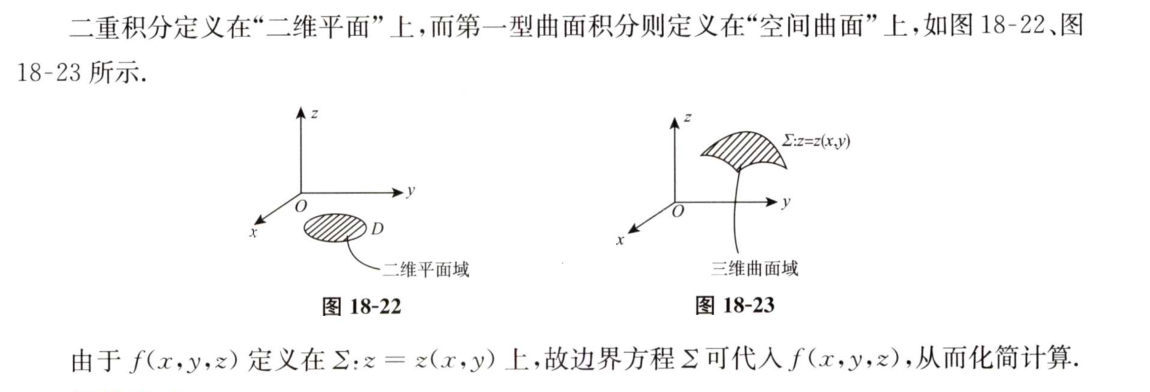 二重积分定义在“二维平面”上,而第一型曲面积分则定义在“空间曲面”上,如图 18-22、图
18-23 所示.
z
y
O
x
D
二维平面域
图 18-22
z
Σ:z=z(x,y)
y
O
x
三维曲面域
图 18-23
由于 f(x,y,z) 定义在 Σ:z = z(x,y) 上,故边界方程 Σ 可代入 f(x,y,z),从而化简计算.